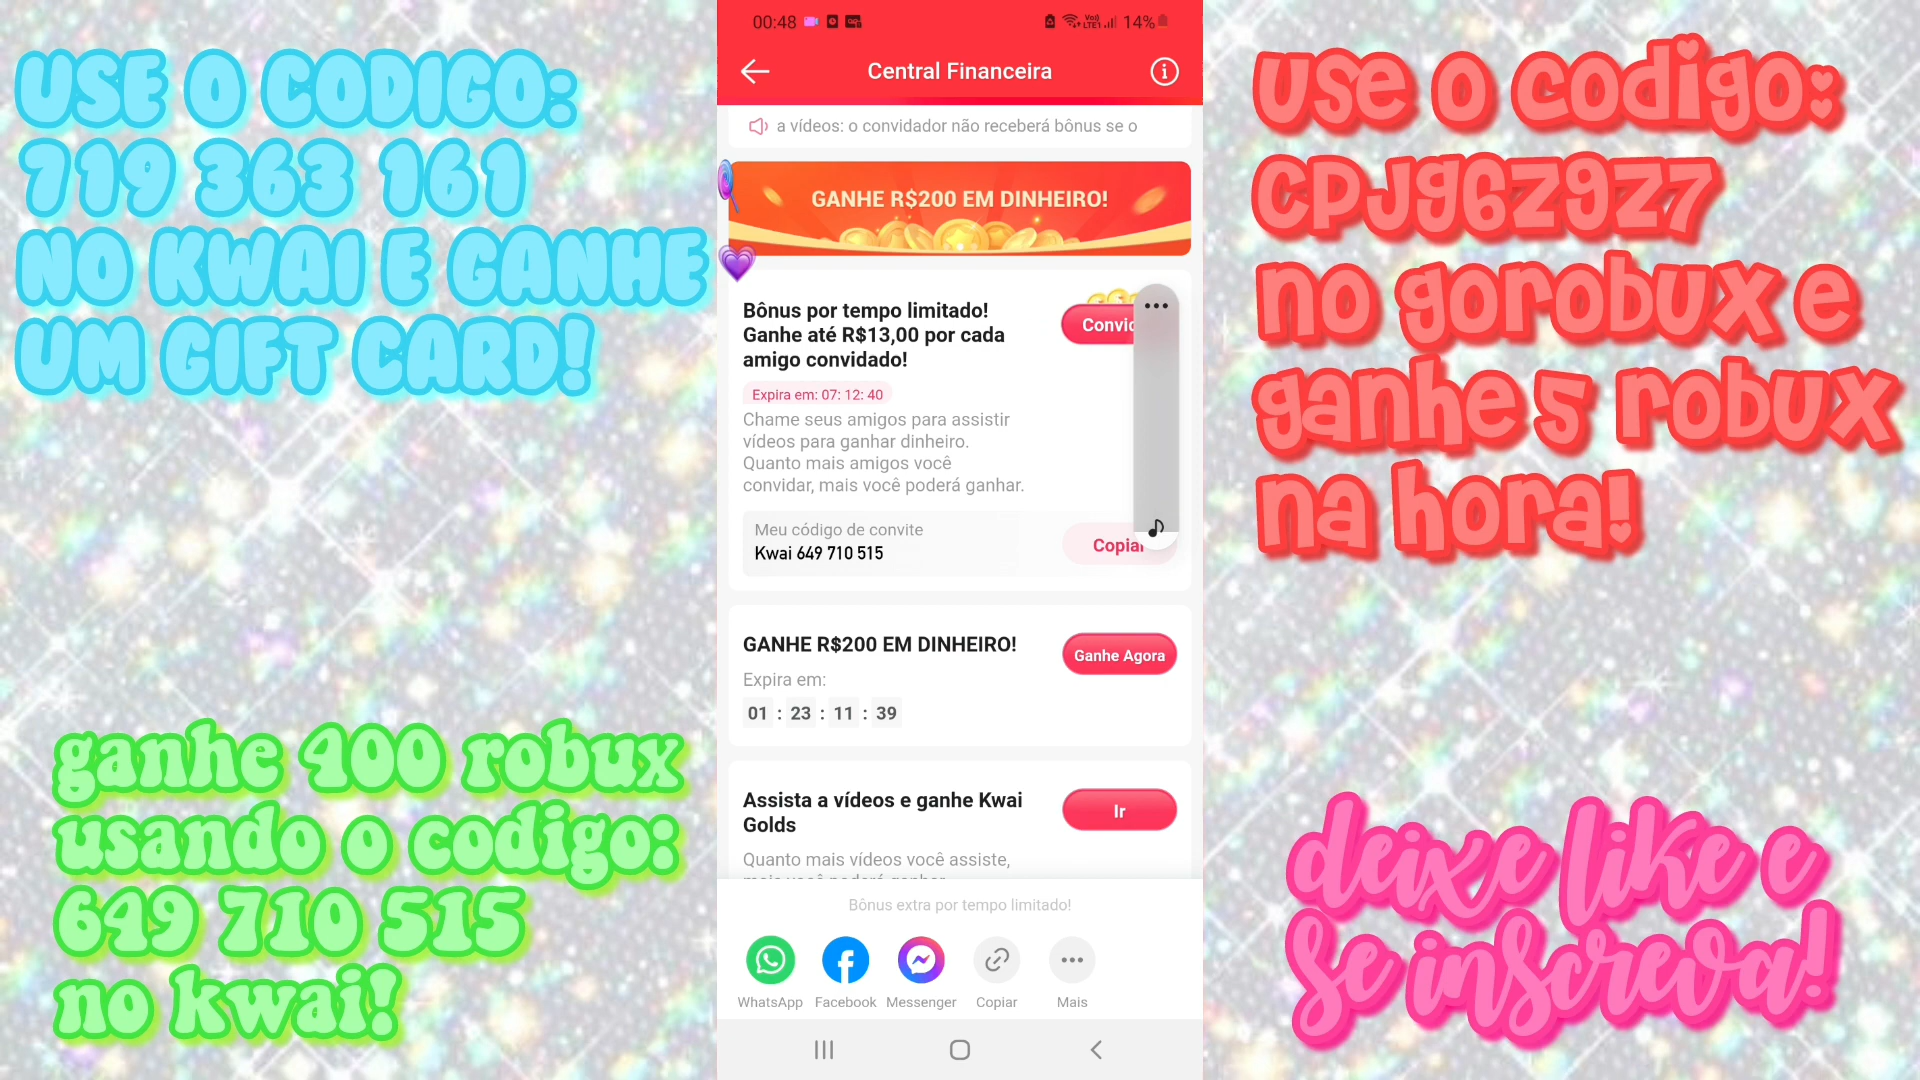 USE O CODIGO:
719 363 161
NO KWAI E GANHE
UM GIFT CARD!
ganhe 400 robux
usando o codigo:
649 710 515
no kwai!
00:48
14%
Central Financeira
a vídeos: o convidador não receberá bônus se o
GANHE R$200 EM DINHEIRO!
Bônus por tempo limitado!
Ganhe até R$13,00 por cada
amigo convidado!
Convid
Expira em: 07: 12: 40
Chame seus amigos para assistir
vídeos para ganhar dinheiro.
Quanto mais amigos você
convidar, mais você poderá ganhar.
Meu código de convite
Kwai 649 710 515
Copiar
GANHE R$200 EM DINHEIRO!
Ganhe Agora
Expira em:
01 : 23 : 11 : 39
Assista a vídeos e ganhe Kwai
Golds
Ir
Quanto mais vídeos você assiste,
Bônus extra por tempo limitado!
WhatsApp Facebook Messenger Copiar Mais
use o codigo:
CPJG6Z9Z7
no gorobux e
ganhe 5 robux
na hora!
deixe like e
se inscreva!